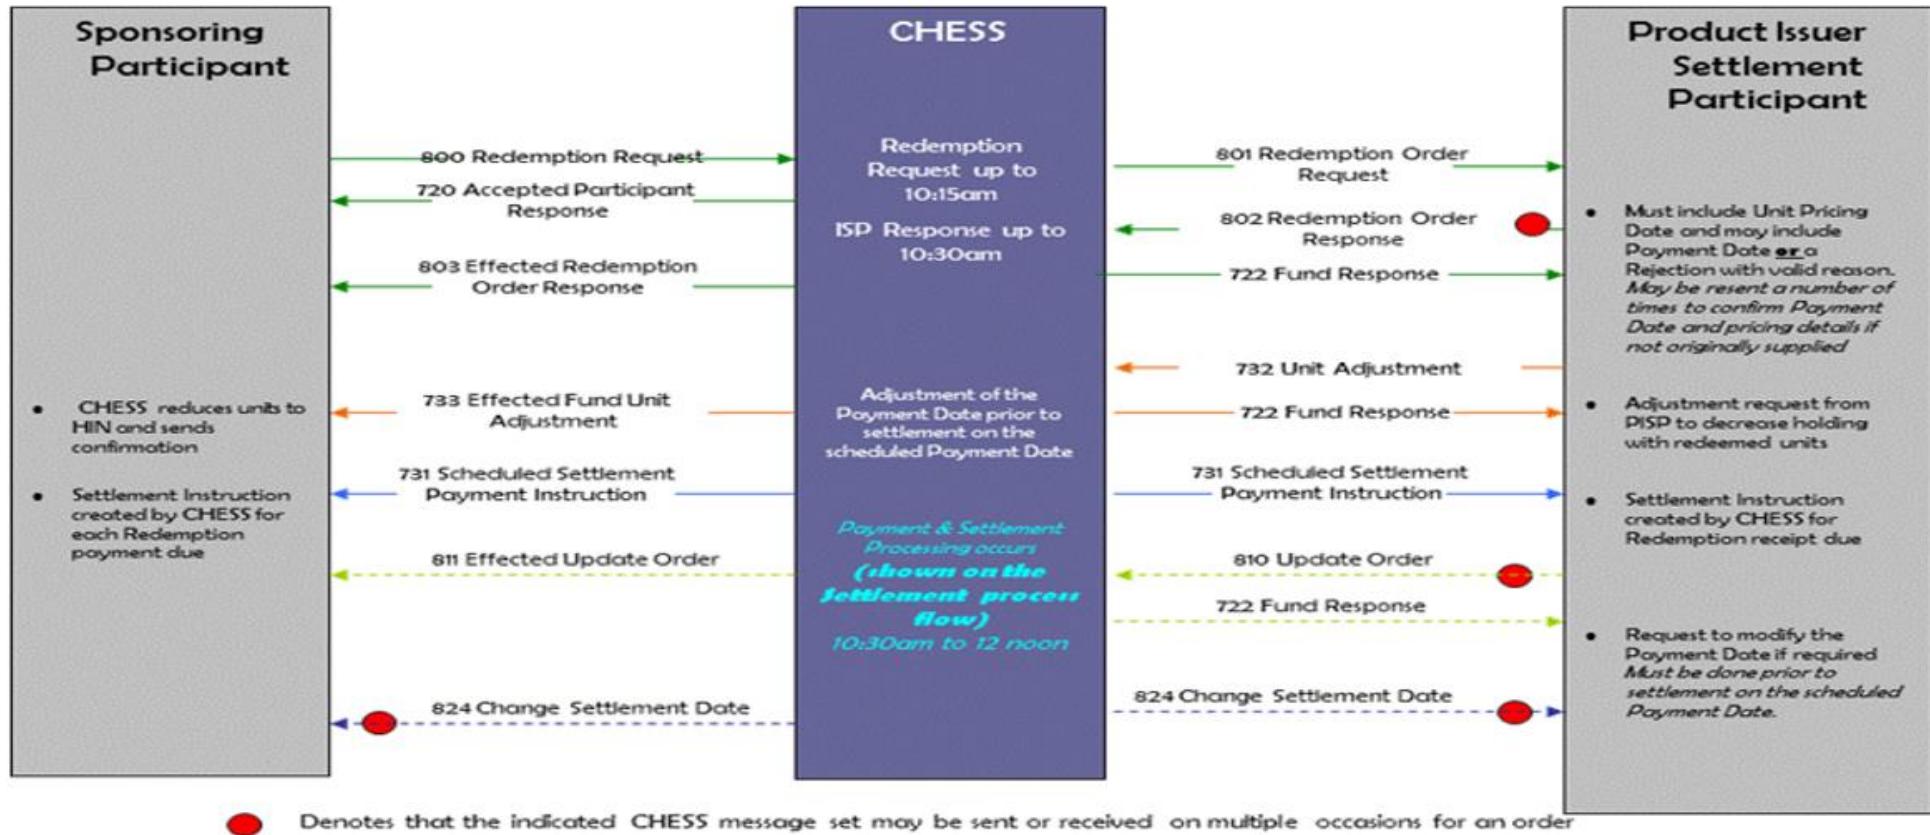 Sponsoring
Participant
800 Redemption Request
720 Accepted Participant
Response
803 Effected Redemption
Order Response
733 Effected Fund Unit
Adjustment
731 Scheduled Settlement
Payment Instruction
811 Effected Update Order
824 Change Settlement Date
• CHESS reduces units to
HIN and sends
confirmation
• Settlement Instruction
created by CHESS for
each Redemption
payment due
CHESS
Redemption
Request up to
10:15am
ISP Response up to
10:30am
Adjustment of the
Payment Date prior to
settlement on the
scheduled Payment Date
Payment & Settlement
Processing occurs
(shown on the
Settlement process
flow)
10:30am to 12 noon
801 Redemption Order
Request
802 Redemption Order
Response
722 Fund Response
732 Unit Adjustment
722 Fund Response
731 Scheduled Settlement
Payment Instruction
810 Update Order
722 Fund Response
824 Change Settlement Date
Product Issuer
Settlement
Participant
• Must include Unit Pricing
Date and may include
Payment Date or a
Rejection with valid reason.
May be resent a number of
times to confirm Payment
Date and pricing details if
not originally supplied
• Adjustment request from
PISP to decrease holding
with redeemed units
• Settlement Instruction
created by CHESS for
Redemption receipt due
• Request to modify the
Payment Date if required
Must be done prior to
settlement on the scheduled
Payment Date.
Denotes that the indicated CHESS message set may be sent or received on multiple occasions for an order